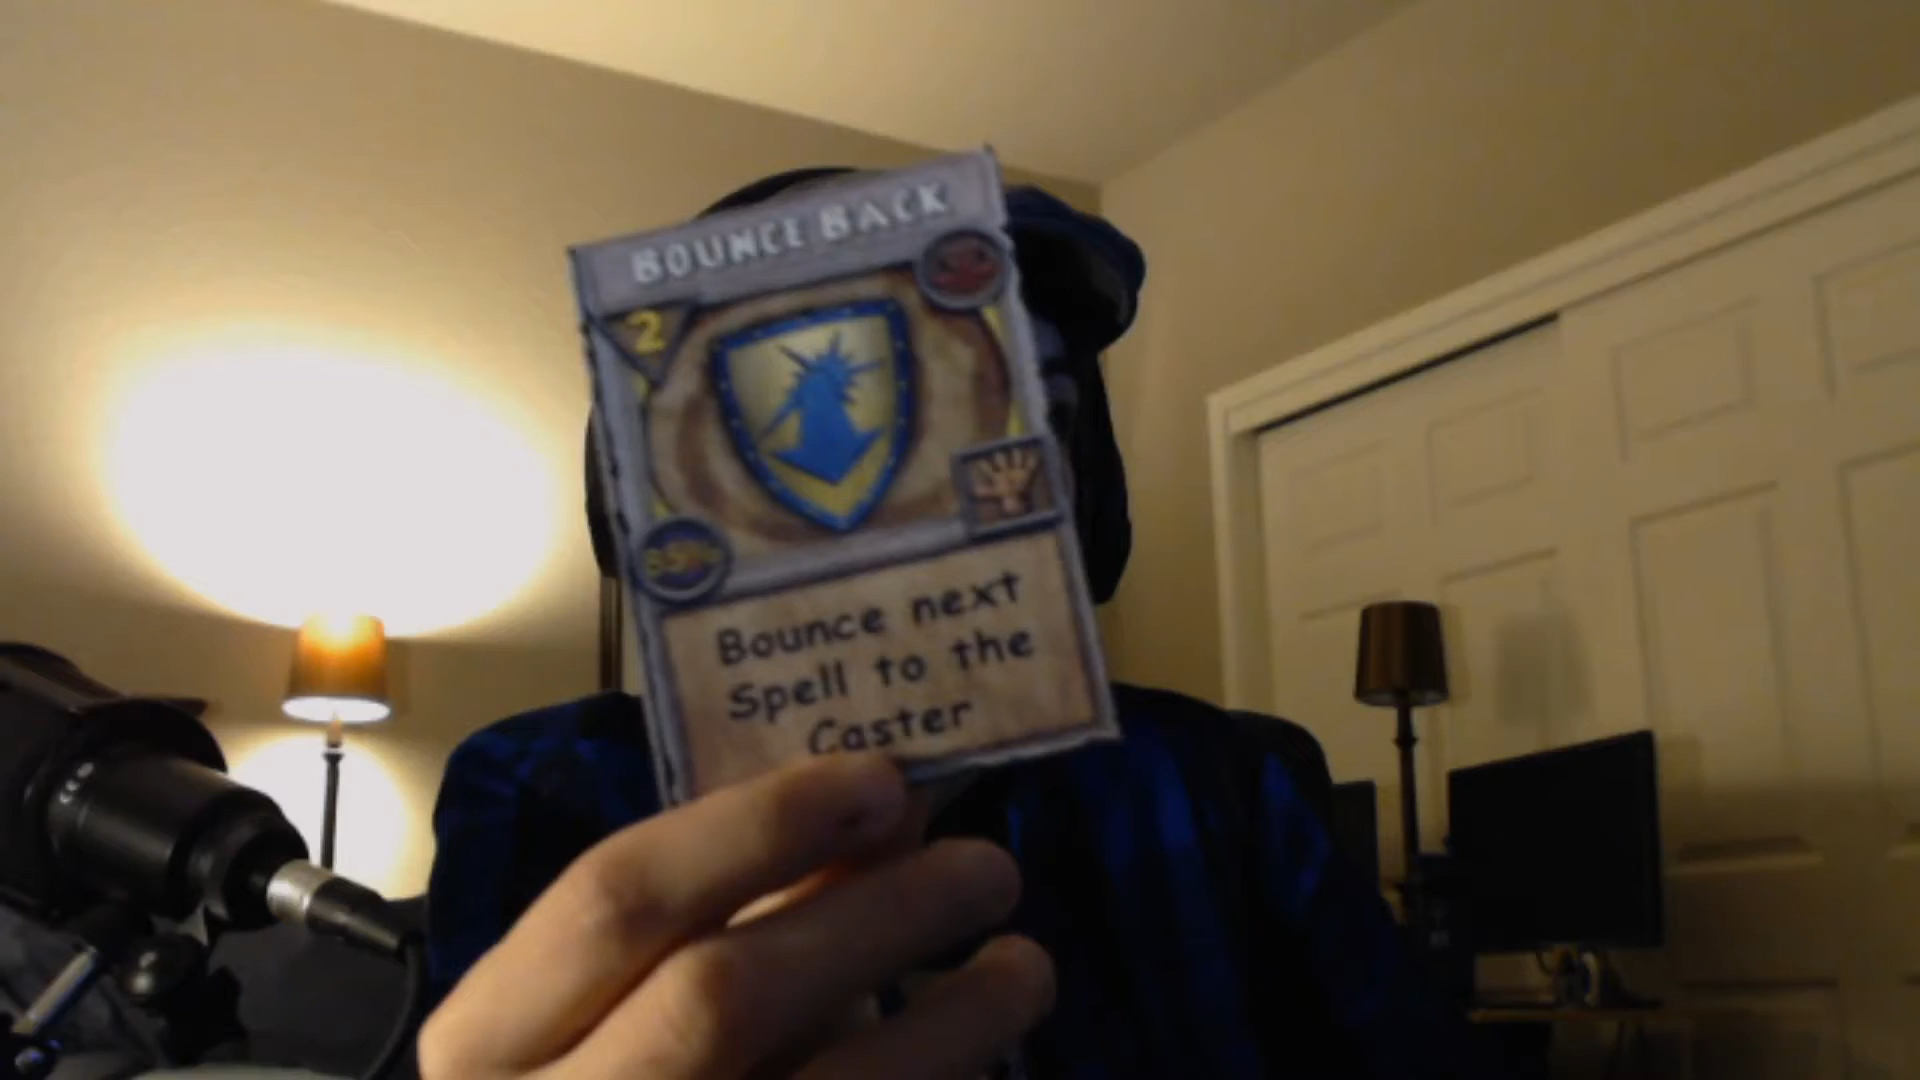 BOUNCE BACK
2
Bounce next
Spell to the
Caster